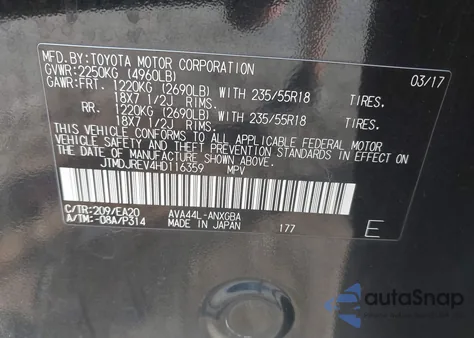 MFD.BY:TOYOTA MOTOR CORPORATION 03/17
GVWR:2250KG (4960LB)
GAWR:FRT. 1220KG (2690LB) WITH 235/55R18 TIRES.
18X7 1/2J RIMS.
RR. 1220KG (2690LB) WITH 235/55R18 TIRES.
18X7 1/2J RIMS.
THIS VEHICLE CONFORMS TO ALL APPLICABLE FEDERAL MOTOR
VEHICLE SAFETY, BUMPER, AND THEFT PREVENTION STANDARDS IN
EFFECT ON THE DATE OF MANUFACTURE SHOWN ABOVE.
JTMDJREV4HD116359 MPV
C/TR:209/EA20 AVA44L-ANXGBA
A/TM:-08A/P314 MADE IN JAPAN 177 E
autoSnap